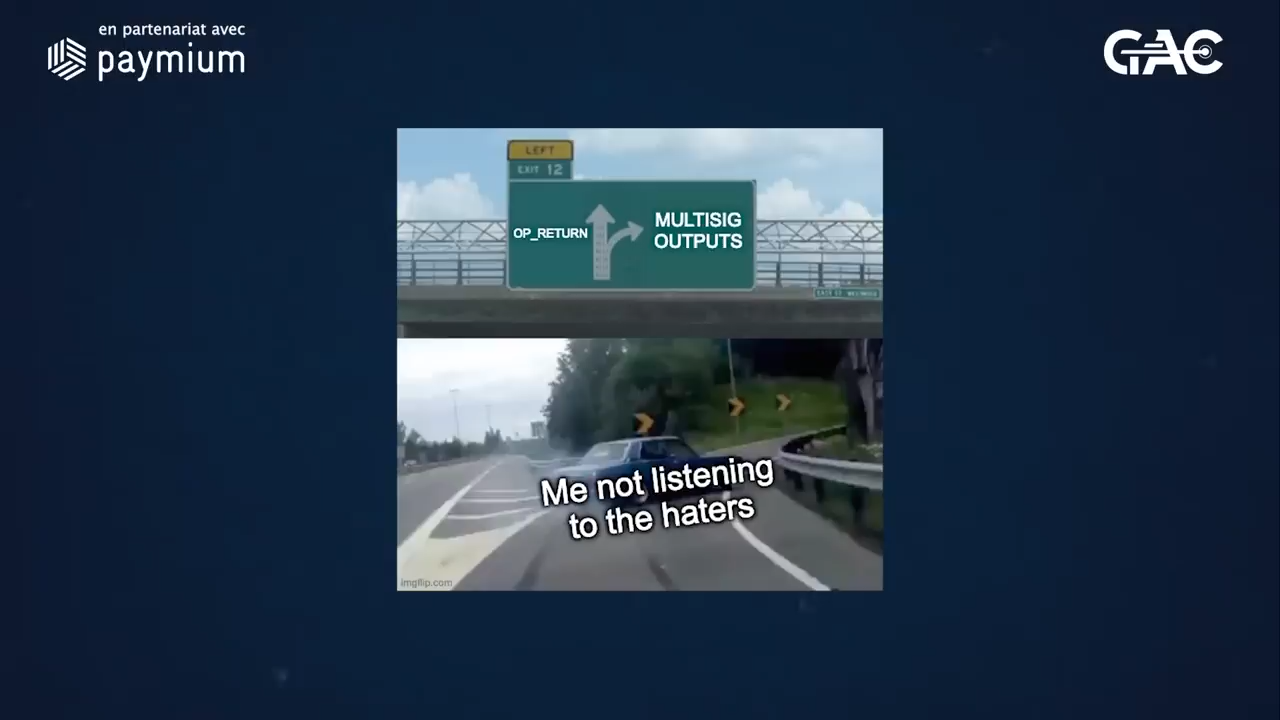 en partenariat avec
paymium
GAC
LEFT
EXIT 12
OP_RETURN
MULTISIG
OUTPUTS
Me not listening
to the haters
imgflip.com